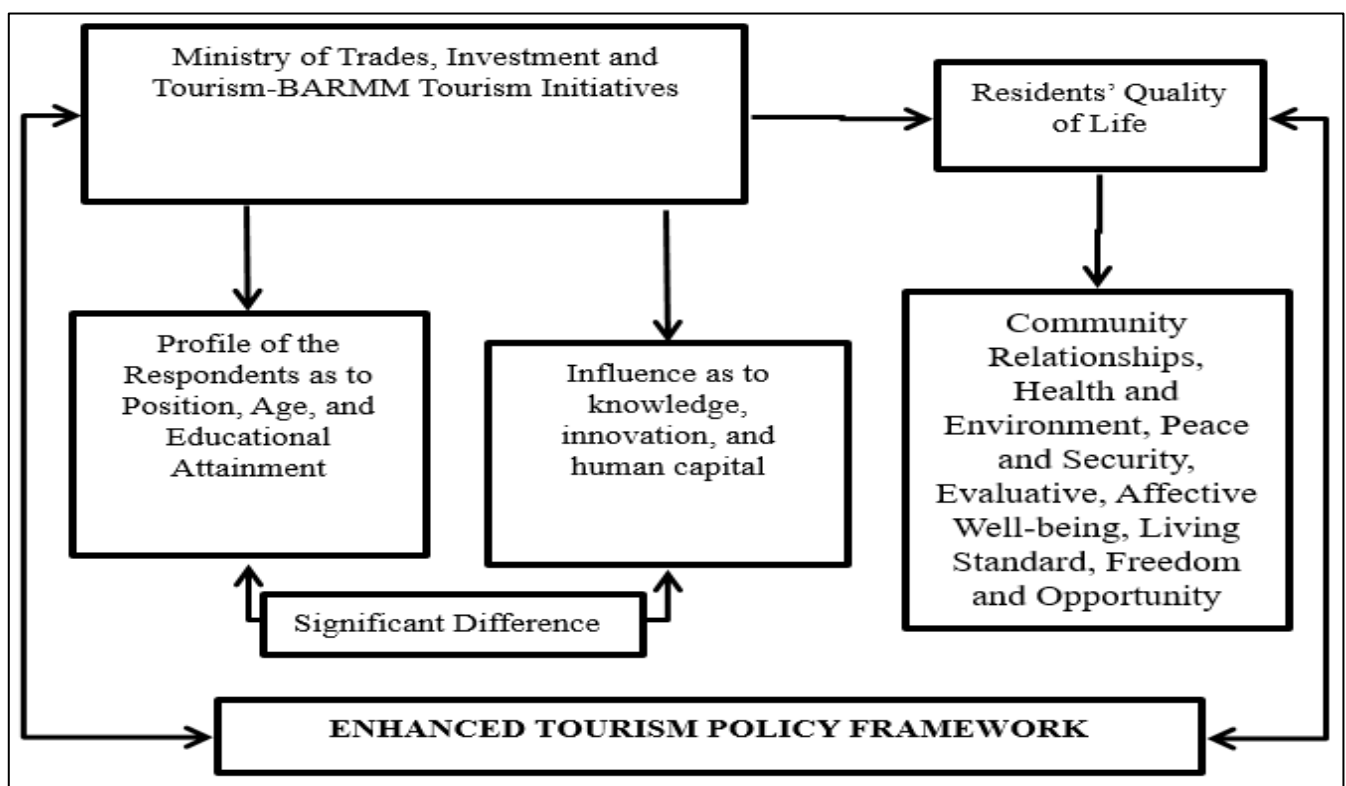 Ministry of Trades, Investment and
Tourism-BARMM Tourism Initiatives
Residents’ Quality
of Life
Profile of the
Respondents as to
Position, Age, and
Educational
Attainment
Influence as to
knowledge,
innovation, and
human capital
Community
Relationships,
Health and
Environment, Peace
and Security,
Evaluative, Affective
Well-being, Living
Standard, Freedom
and Opportunity
Significant Difference
ENHANCED TOURISM POLICY FRAMEWORK